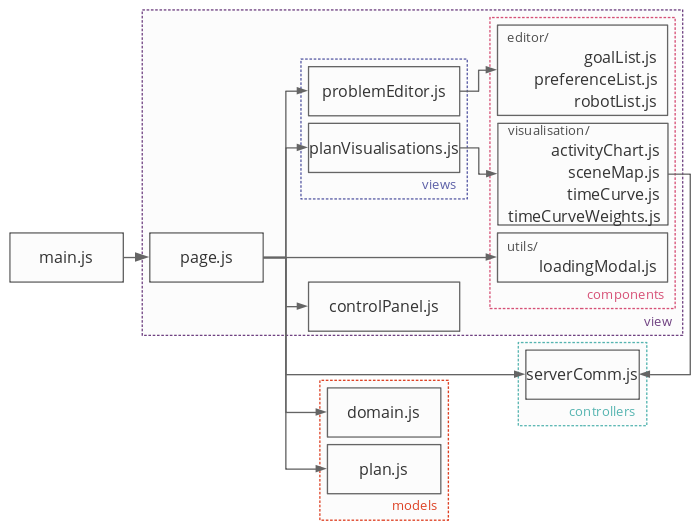 editor/
goalList.js
preferenceList.js
robotList.js
problemEditor.js
visualisation/
activityChart.js
sceneMap.js
timeCurve.js
timeCurveWeights.js
planVisualisations.js
views
main.js
page.js
utils/
loadingModal.js
components
controlPanel.js
view
serverComm.js
controllers
domain.js
plan.js
models